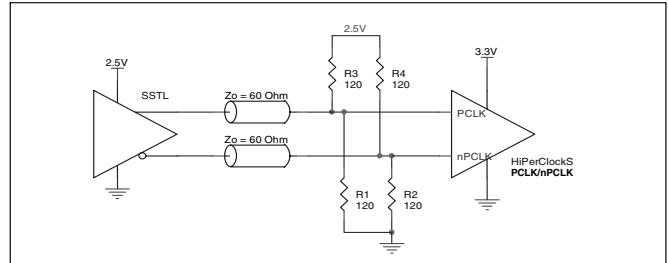 2.5V
3.3V
2.5V
SSTL
R3
120
R4
120
Zo = 60 Ohm
PCLK
Zo = 60 Ohm
nPCLK
HiPerClockS
PCLK/nPCLK
R1
120
R2
120